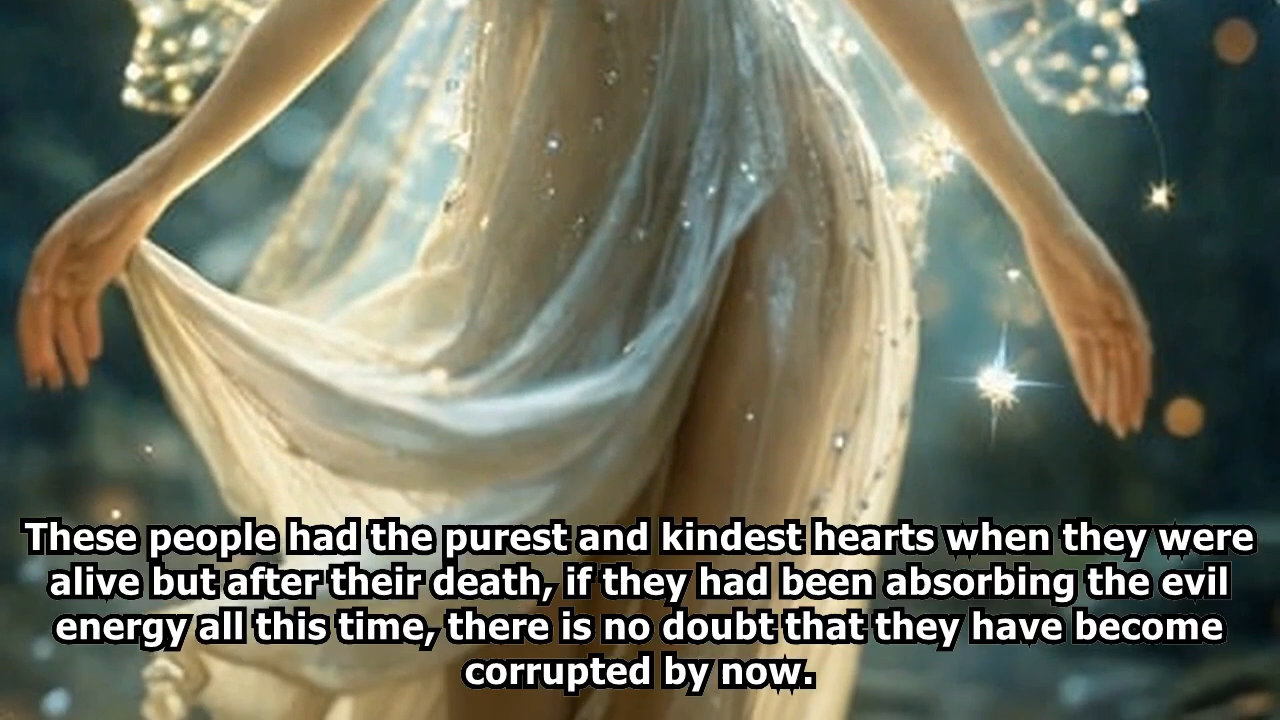 These people had the purest and kindest hearts when they were
alive but after their death, if they had been absorbing the evil
energy all this time, there is no doubt that they have become
corrupted by now.